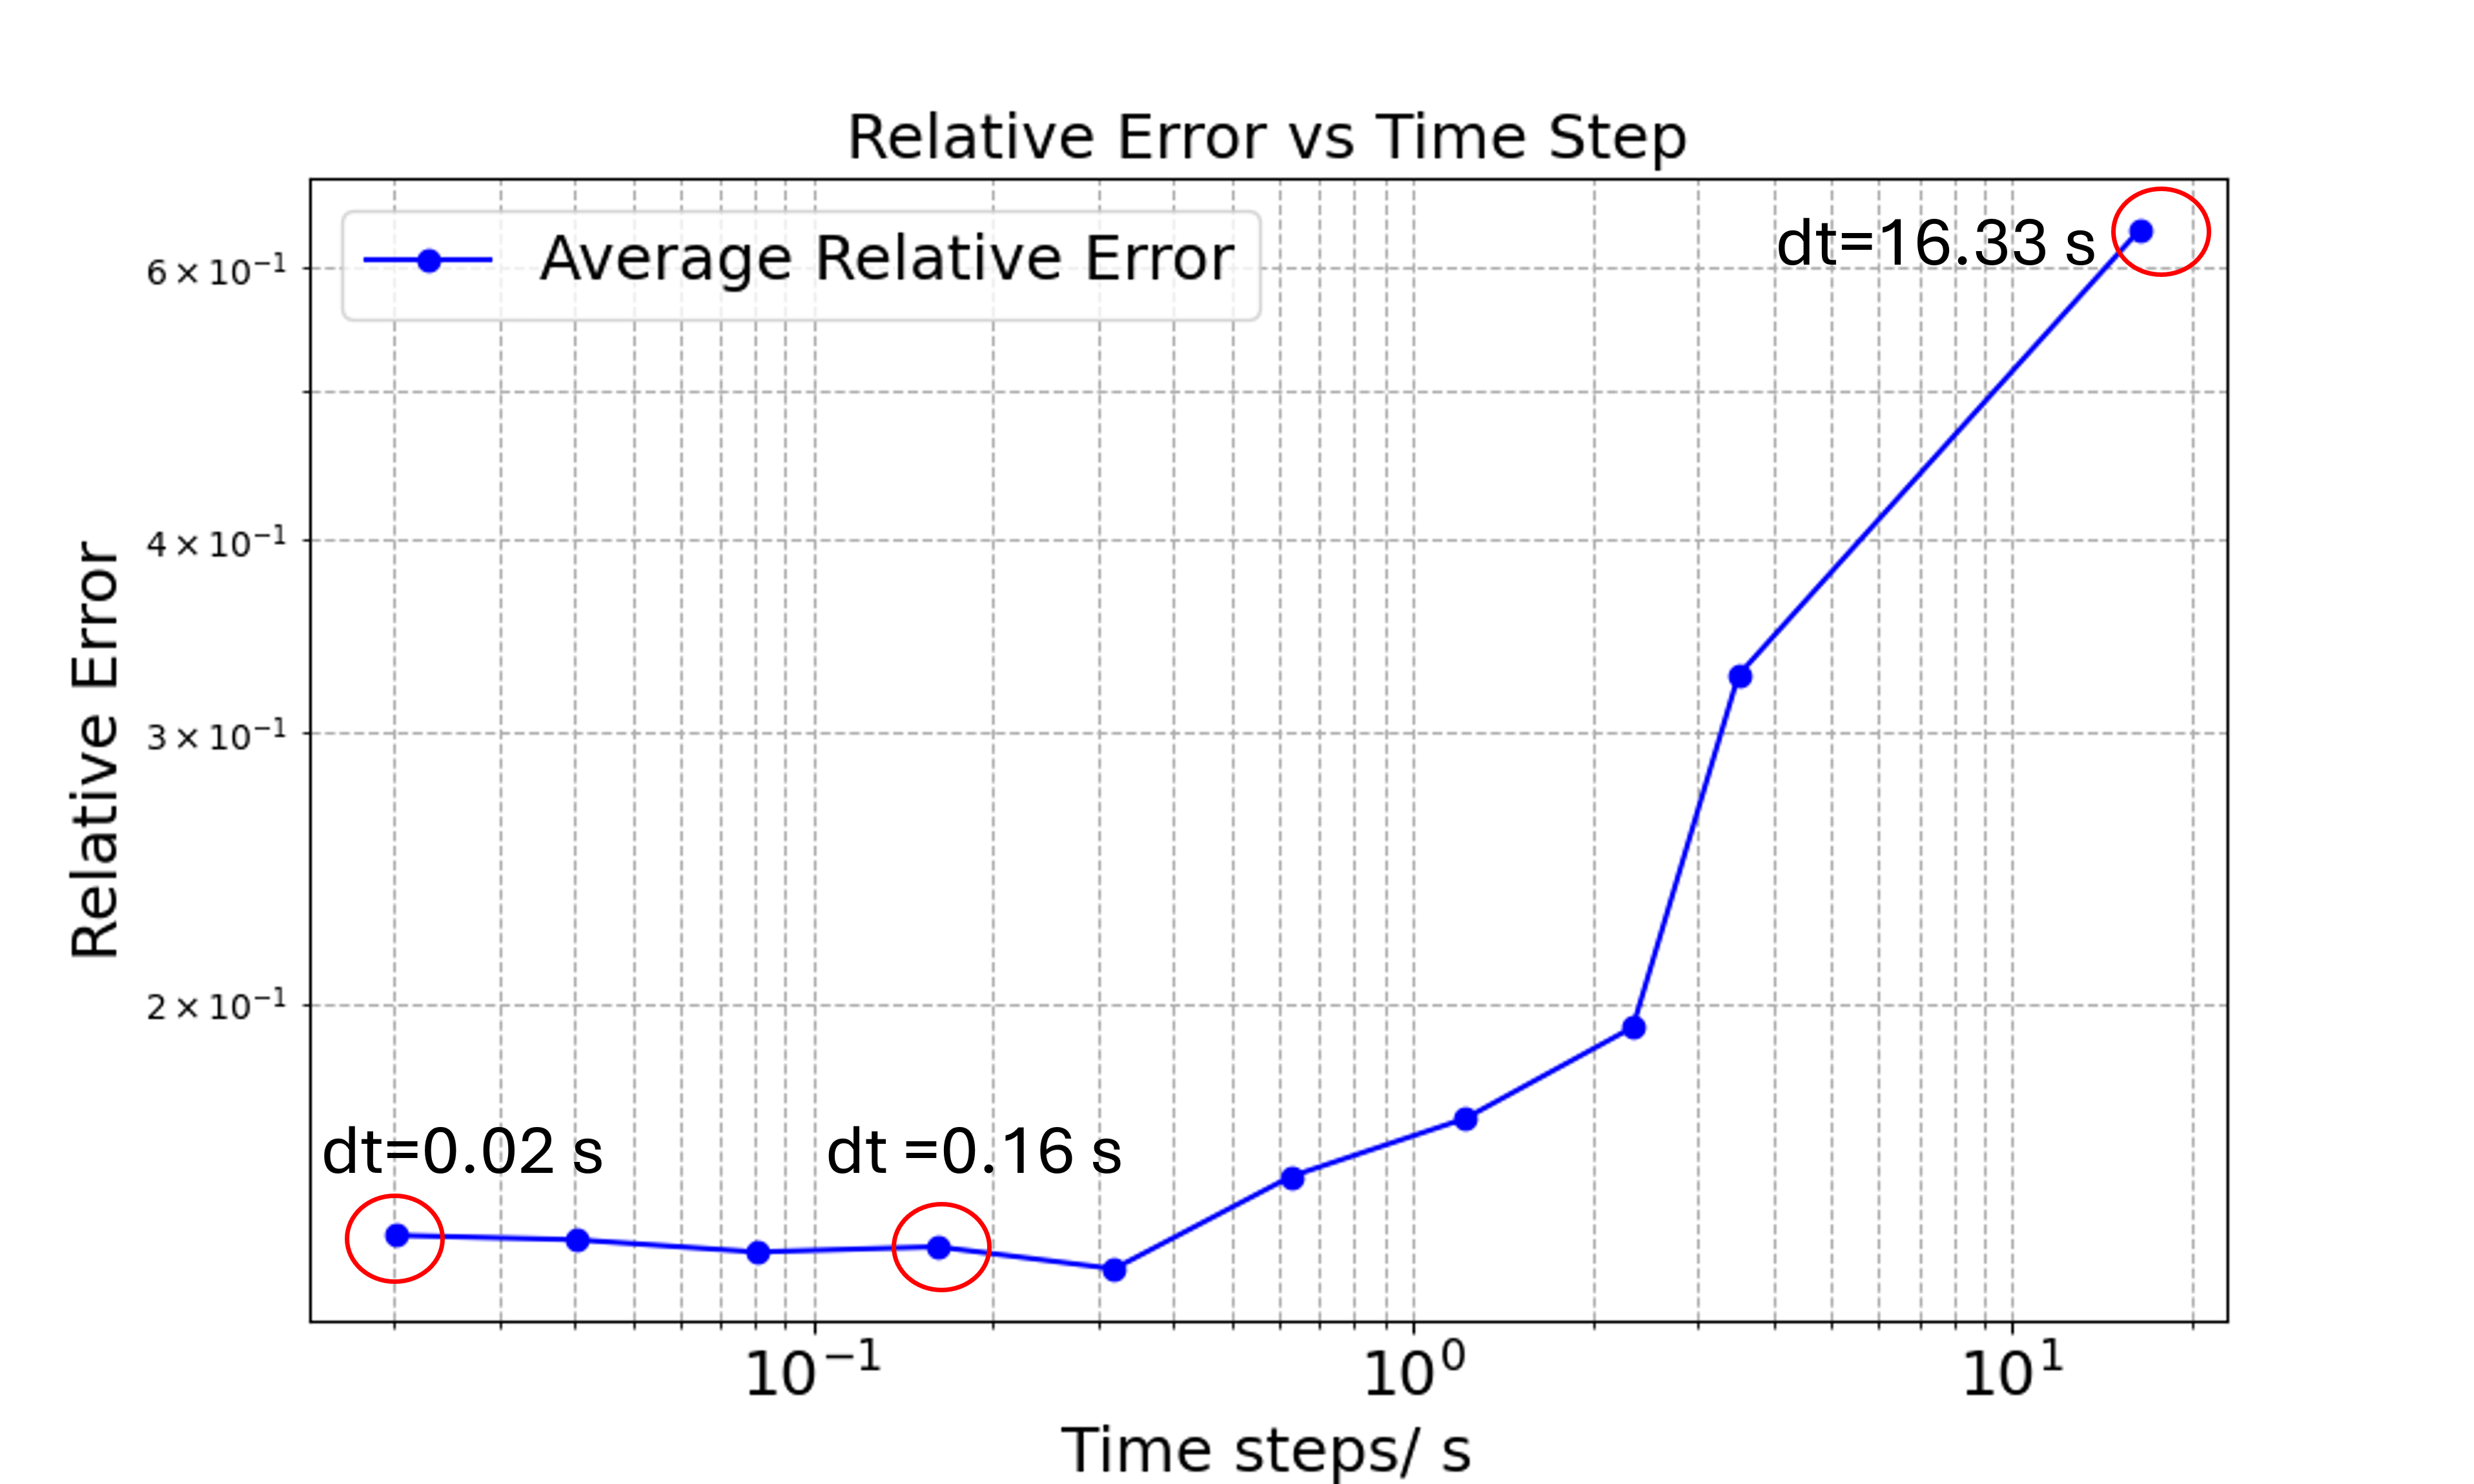 Relative Error vs Time Step
Average Relative Error
dt=16.33 s
6 × 10⁻¹
4 × 10⁻¹
3 × 10⁻¹
2 × 10⁻¹
Relative Error
dt=0.02 s
dt =0.16 s
10⁻¹ 10⁰ 10¹
Time steps/ s